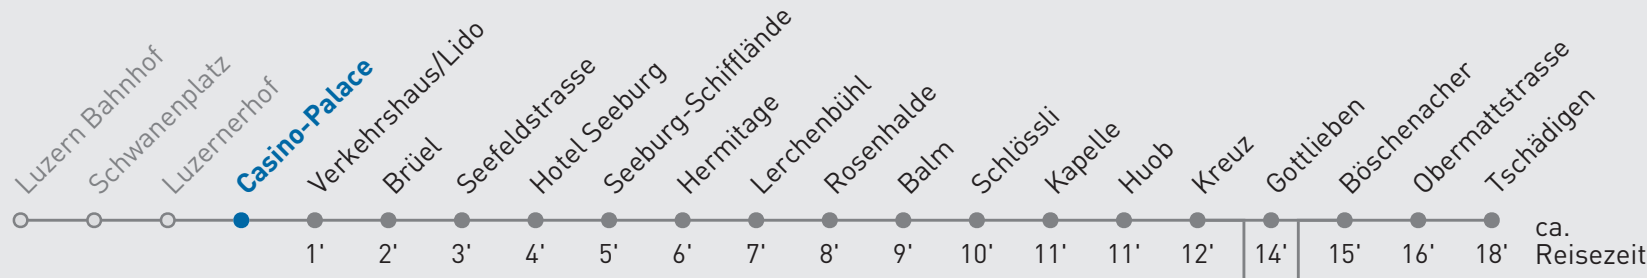 Luzern Bahnhof
Schwanenplatz
Luzernerhof
Casino-Palace
Verkehrshaus/Lido
Brüel
Seefeldstrasse
Hotel Seeburg
Seeburg-Schifflände
Hermitage
Lerchenbühl
Rosenhalde
Balm
Schlössli
Kapelle
Huob
Kreuz
Gottlieben
Böschenacher
Obermattstrasse
Tschädigen
1' 2' 3' 4' 5' 6' 7' 8' 9' 10' 11' 11' 12' 14' 15' 16' 18'
ca.
Reisezeit